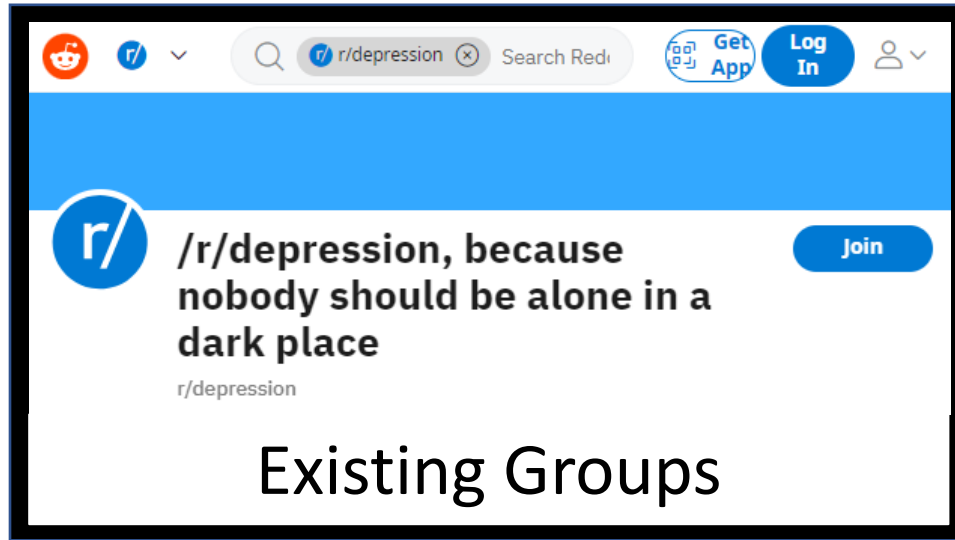 r/
r/depression
Search Redd
Get App
Log In
r/
/r/depression, because
nobody should be alone in a
dark place
r/depression
Join
Existing Groups